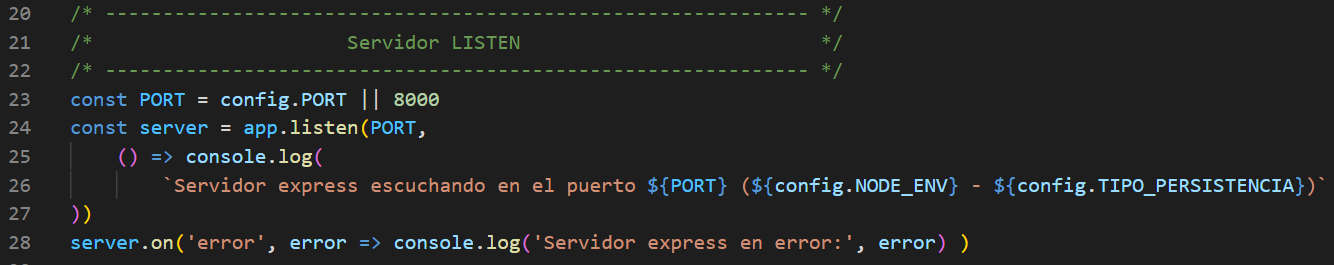 20 /* ------------------------------------------------------------- */
21 /*                      Servidor LISTEN                          */
22 /* ------------------------------------------------------------- */
23 const PORT = config.PORT || 8000
24 const server = app.listen(PORT,
25     () => console.log(
26         `Servidor express escuchando en el puerto ${PORT} (${config.NODE_ENV} - ${config.TIPO_PERSISTENCIA})`
27 ))
28 server.on('error', error => console.log('Servidor express en error:', error) )